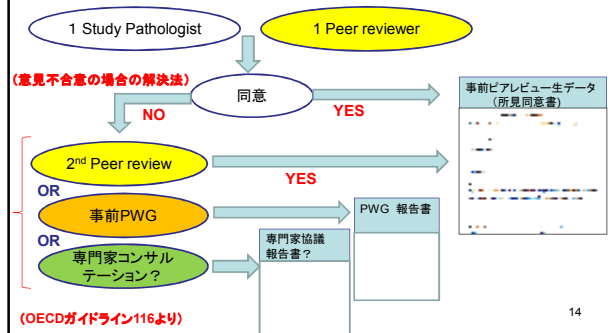 1 Study Pathologist
1 Peer reviewer
(意見不合意の場合の解決法)
同意
NO
YES
事前ピアレビュー生データ
(所見同意書)
2nd Peer review
YES
OR
事前PWG
PWG 報告書
OR
専門家協議
報告書?
専門家コンサル
テーション?
(OECDガイドライン116より)
14